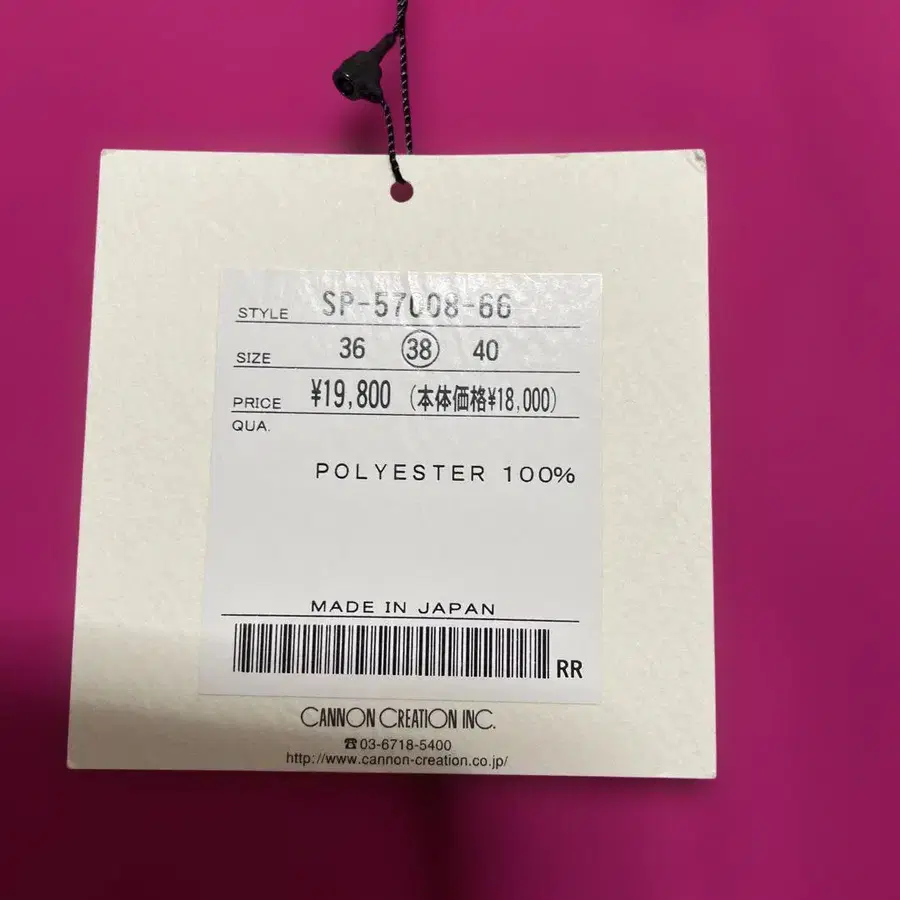 STYLE SP-57008-66
SIZE 36 38 40
PRICE ¥19,800 (本体価格¥18,000)
QUA.
POLYESTER 100%
MADE IN JAPAN
RR
CANNON CREATION INC.
☎03-6718-5400
http://www.cannon-creation.co.jp/